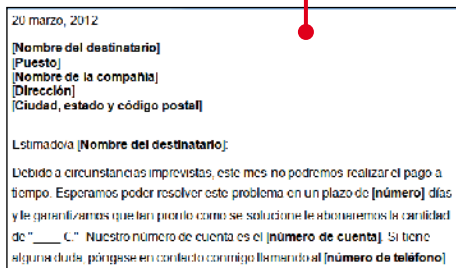 20 marzo, 2012
[Nombre del destinatario]
[Puesto]
[Nombre de la compañía]
[Dirección]
[Ciudad, estado y código postal]
Estimado/a [Nombre del destinatario]:
Debido a circunstancias imprevistas, este mes no podremos realizar el pago a
tiempo. Esperamos poder resolver este problema en un plazo de [número] días
y le garantizamos que tan pronto como se solucione le abonaremos la cantidad
de "____ €." Nuestro número de cuenta es el [número de cuenta]. Si tiene
alguna duda, póngase en contacto conmigo llamando al [número de teléfono]